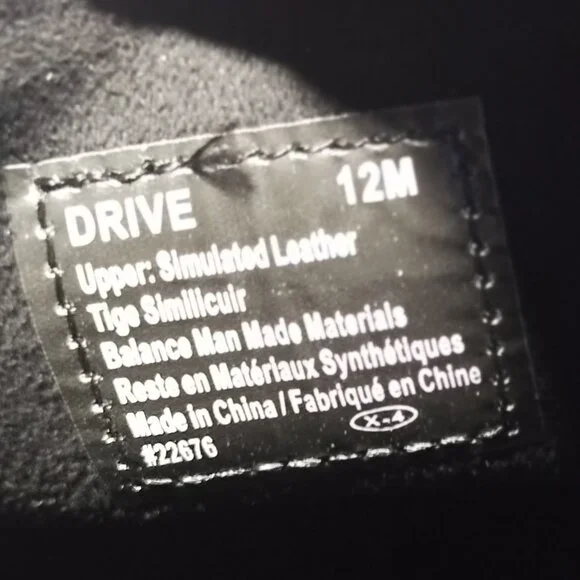 DRIVE 12M
Upper: Simulated Leather
Tige Similicuir
Balance Man Made Materials
Reste en Matériaux Synthétiques
Made in China / Fabriqué en Chine
#22676 X-4